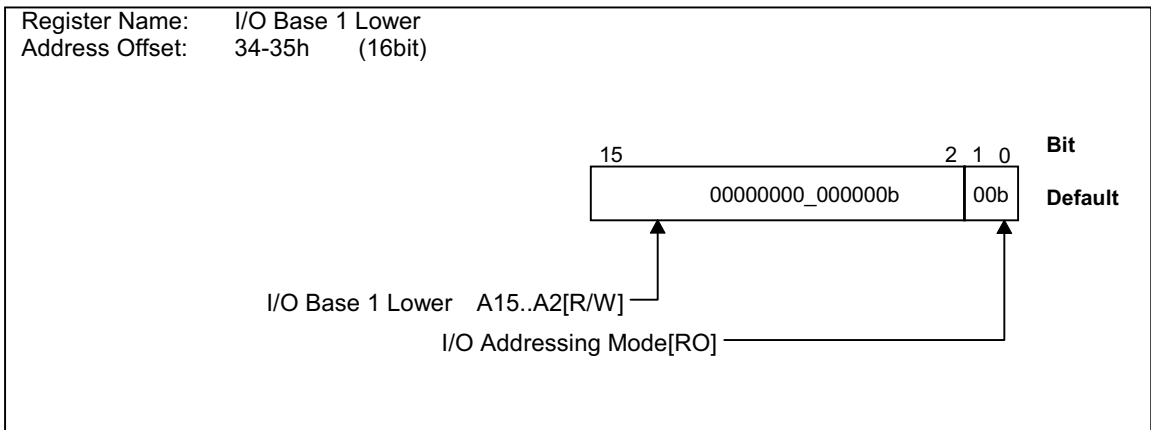 Register Name: I/O Base 1 Lower
Address Offset: 34-35h (16bit)
15 2 1 0 Bit
00000000_000000b 00b Default
I/O Base 1 Lower A15..A2[R/W]
I/O Addressing Mode[RO]